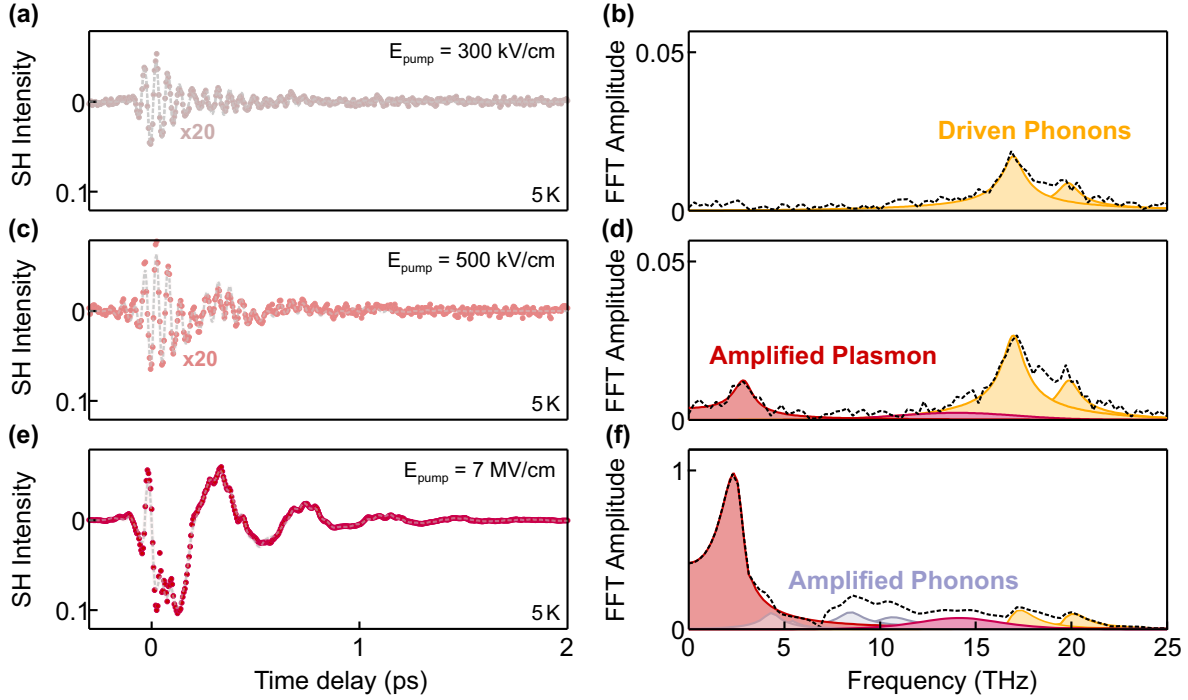 (a)
SH Intensity
0
0.1
E_pump = 300 kV/cm
x20
5 K
(b)
FFT Amplitude
0.05
0
Driven Phonons
(c)
SH Intensity
0
0.1
E_pump = 500 kV/cm
x20
5 K
(d)
FFT Amplitude
0.05
0
Amplified Plasmon
(e)
SH Intensity
0
0.1
E_pump = 7 MV/cm
5 K
0 1 2
Time delay (ps)
(f)
FFT Amplitude
1
0
Amplified Phonons
0 5 10 15 20 25
Frequency (THz)